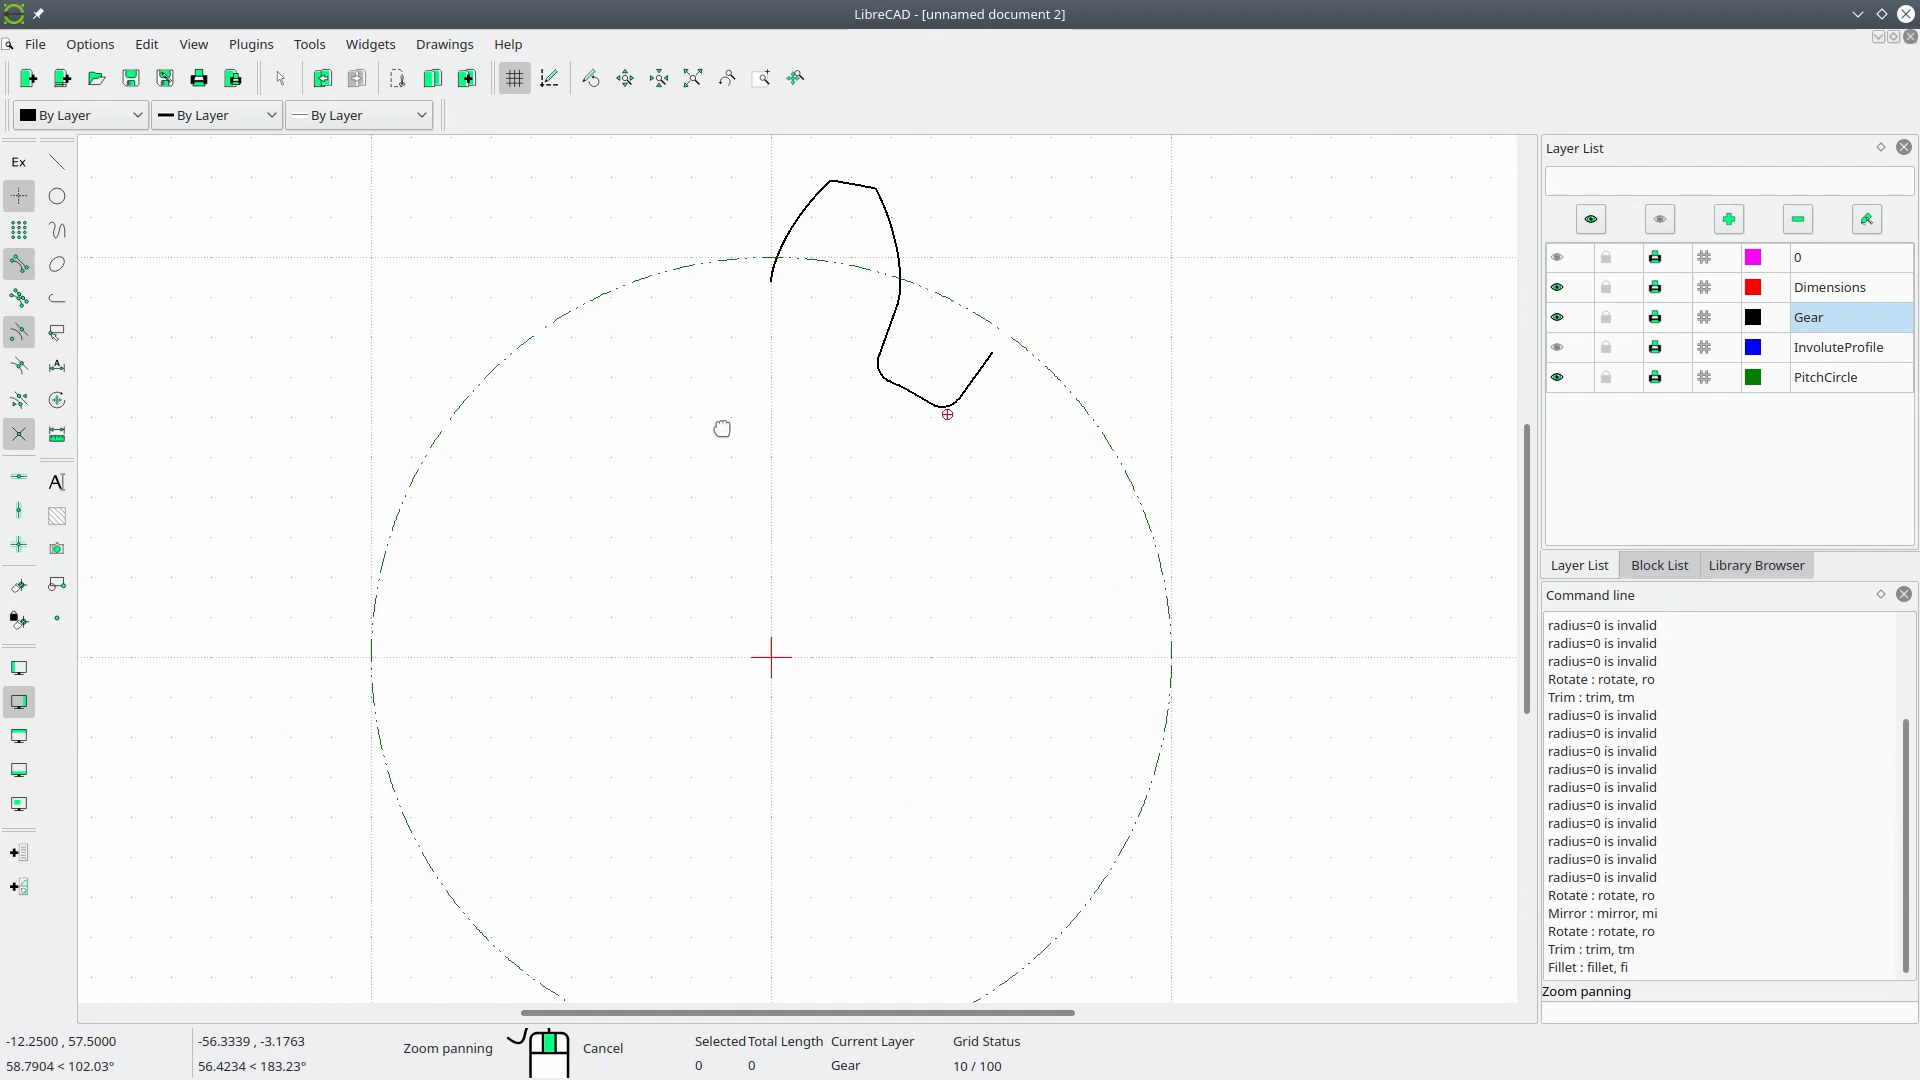 LibreCAD - [unnamed document 2]
File Options Edit View Plugins Tools Widgets Drawings Help
By Layer By Layer By Layer
Ex
Layer List
0
Dimensions
Gear
InvoluteProfile
PitchCircle
Layer List Block List Library Browser
Command line
radius=0 is invalid
radius=0 is invalid
radius=0 is invalid
Rotate : rotate, ro
Trim : trim, tm
radius=0 is invalid
radius=0 is invalid
radius=0 is invalid
radius=0 is invalid
radius=0 is invalid
radius=0 is invalid
radius=0 is invalid
radius=0 is invalid
radius=0 is invalid
radius=0 is invalid
Rotate : rotate, ro
Mirror : mirror, mi
Rotate : rotate, ro
Trim : trim, tm
Fillet : fillet, fi
Zoom panning
-12.2500 , 57.5000 -56.3339 , -3.1763 Selected Total Length Current Layer Grid Status
Zoom panning Cancel
58.7904 < 102.03° 56.4234 < 183.23° 0 0 Gear 10 / 100